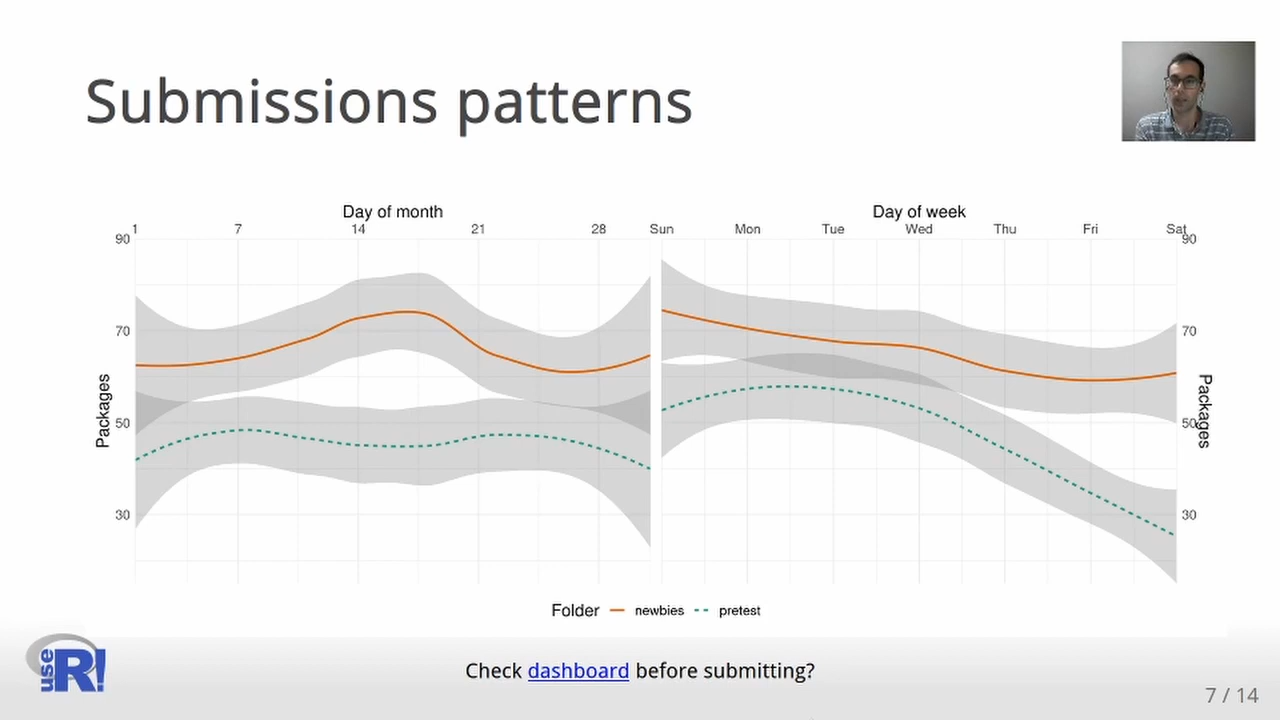 Submissions patterns
Day of month
1 7 14 21 28
Day of week
Sun Mon Tue Wed Thu Fri Sat
90
70
50
30
Packages
90
70
50
30
Packages
Folder newbies pretest
useR!
Check dashboard before submitting?
7 / 14